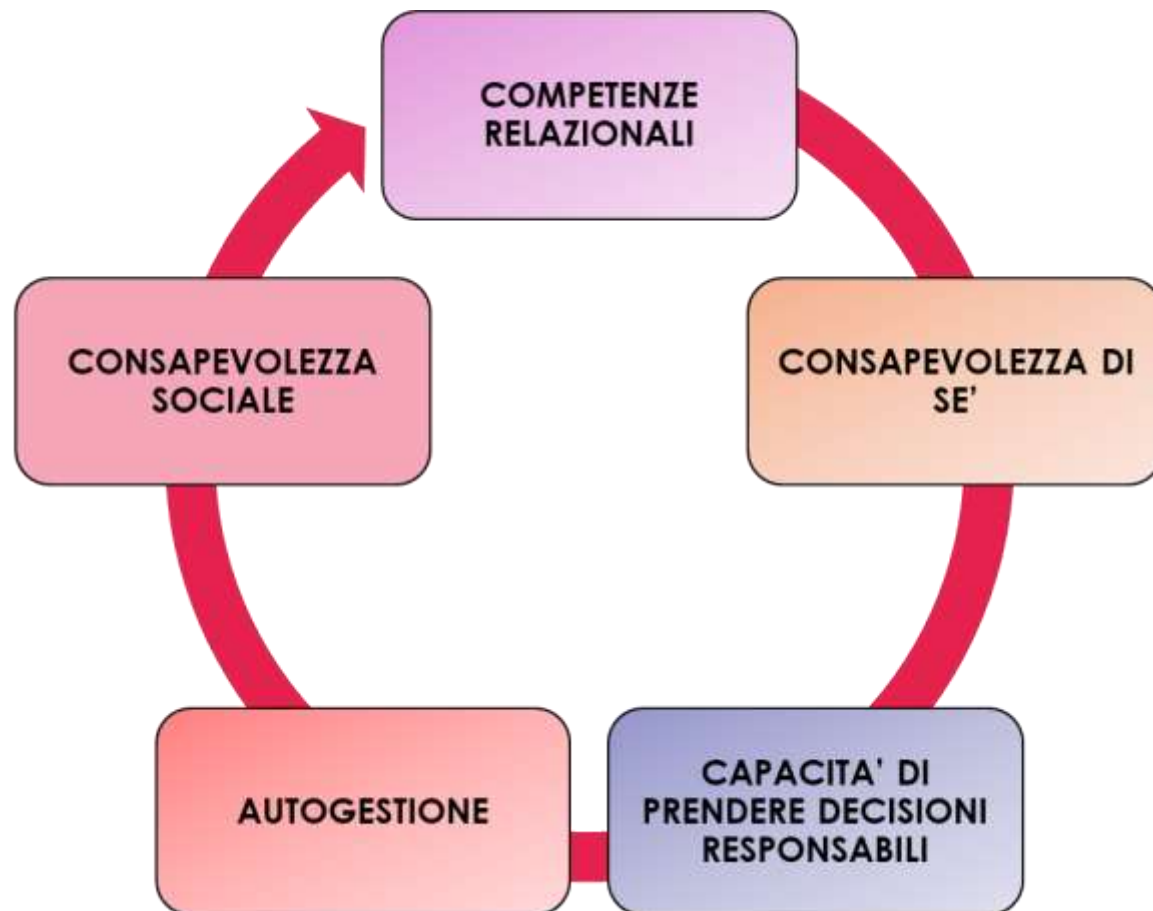 COMPETENZE
RELAZIONALI
CONSAPEVOLEZZA DI
SE’
CAPACITA’ DI
PRENDERE DECISIONI
RESPONSABILI
AUTOGESTIONE
CONSAPEVOLEZZA
SOCIALE